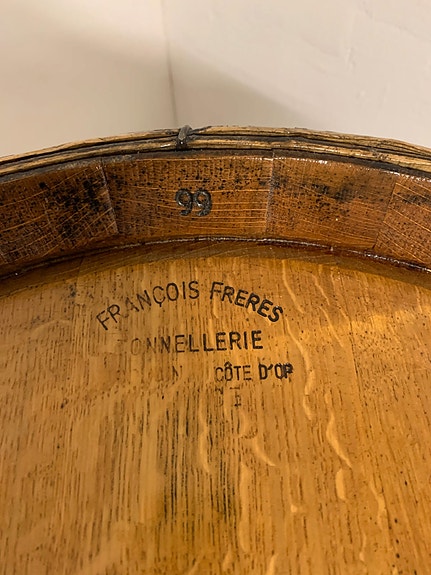 99
FRANÇOIS FRERES
ONNELLERIE
CÔTE D'OR